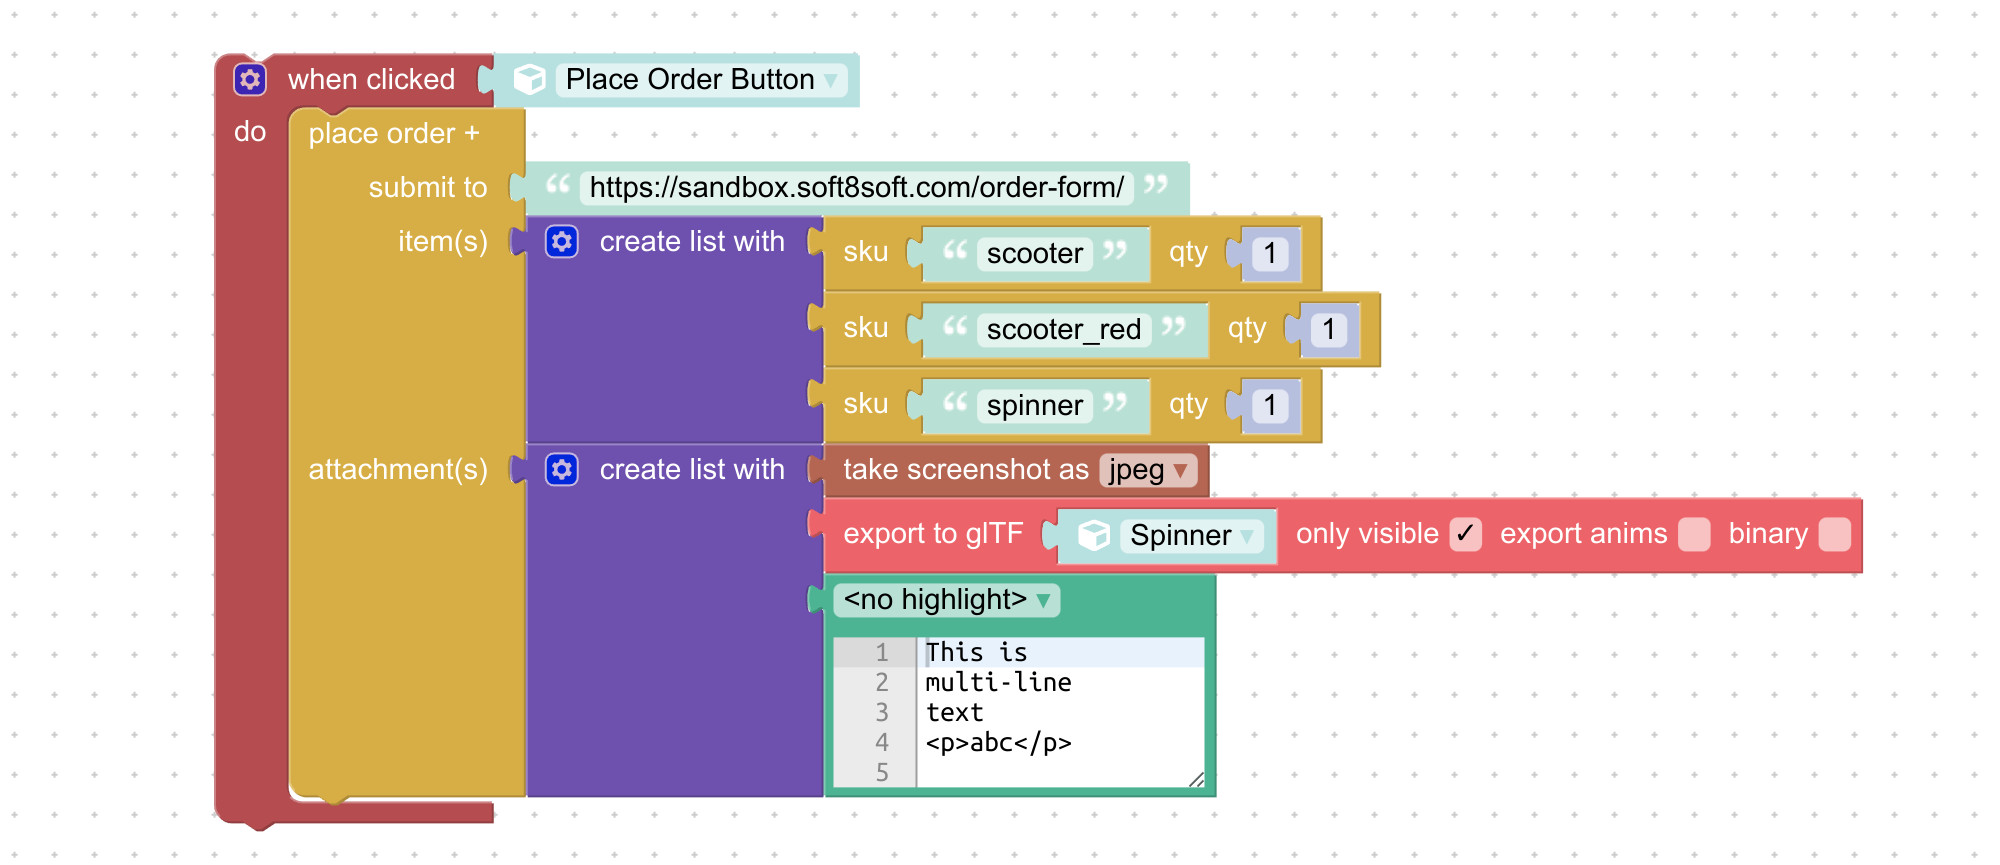 when clicked Place Order Button ▾
do place order +
submit to “ https://sandbox.soft8soft.com/order-form/ ”
item(s) create list with sku “ scooter ” qty 1
sku “ scooter_red ” qty 1
sku “ spinner ” qty 1
attachment(s) create list with take screenshot as jpeg ▾
export to glTF Spinner ▾ only visible ✓ export anims binary
<no highlight> ▾
1 This is
2 multi-line
3 text
4 <p>abc</p>
5